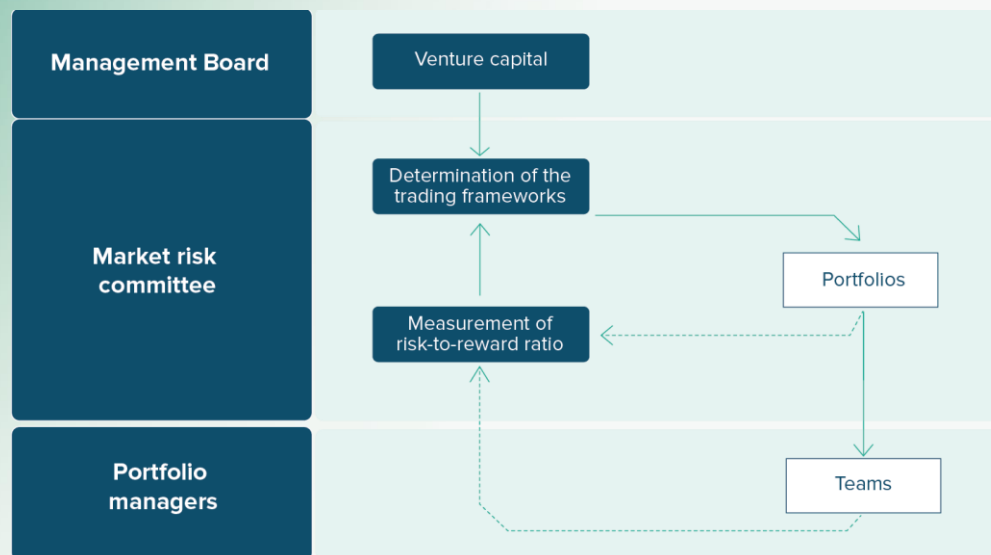 Management Board
Venture capital
Determination of the
trading frameworks
Market risk
committee
Portfolios
Measurement of
risk-to-reward ratio
Portfolio
managers
Teams